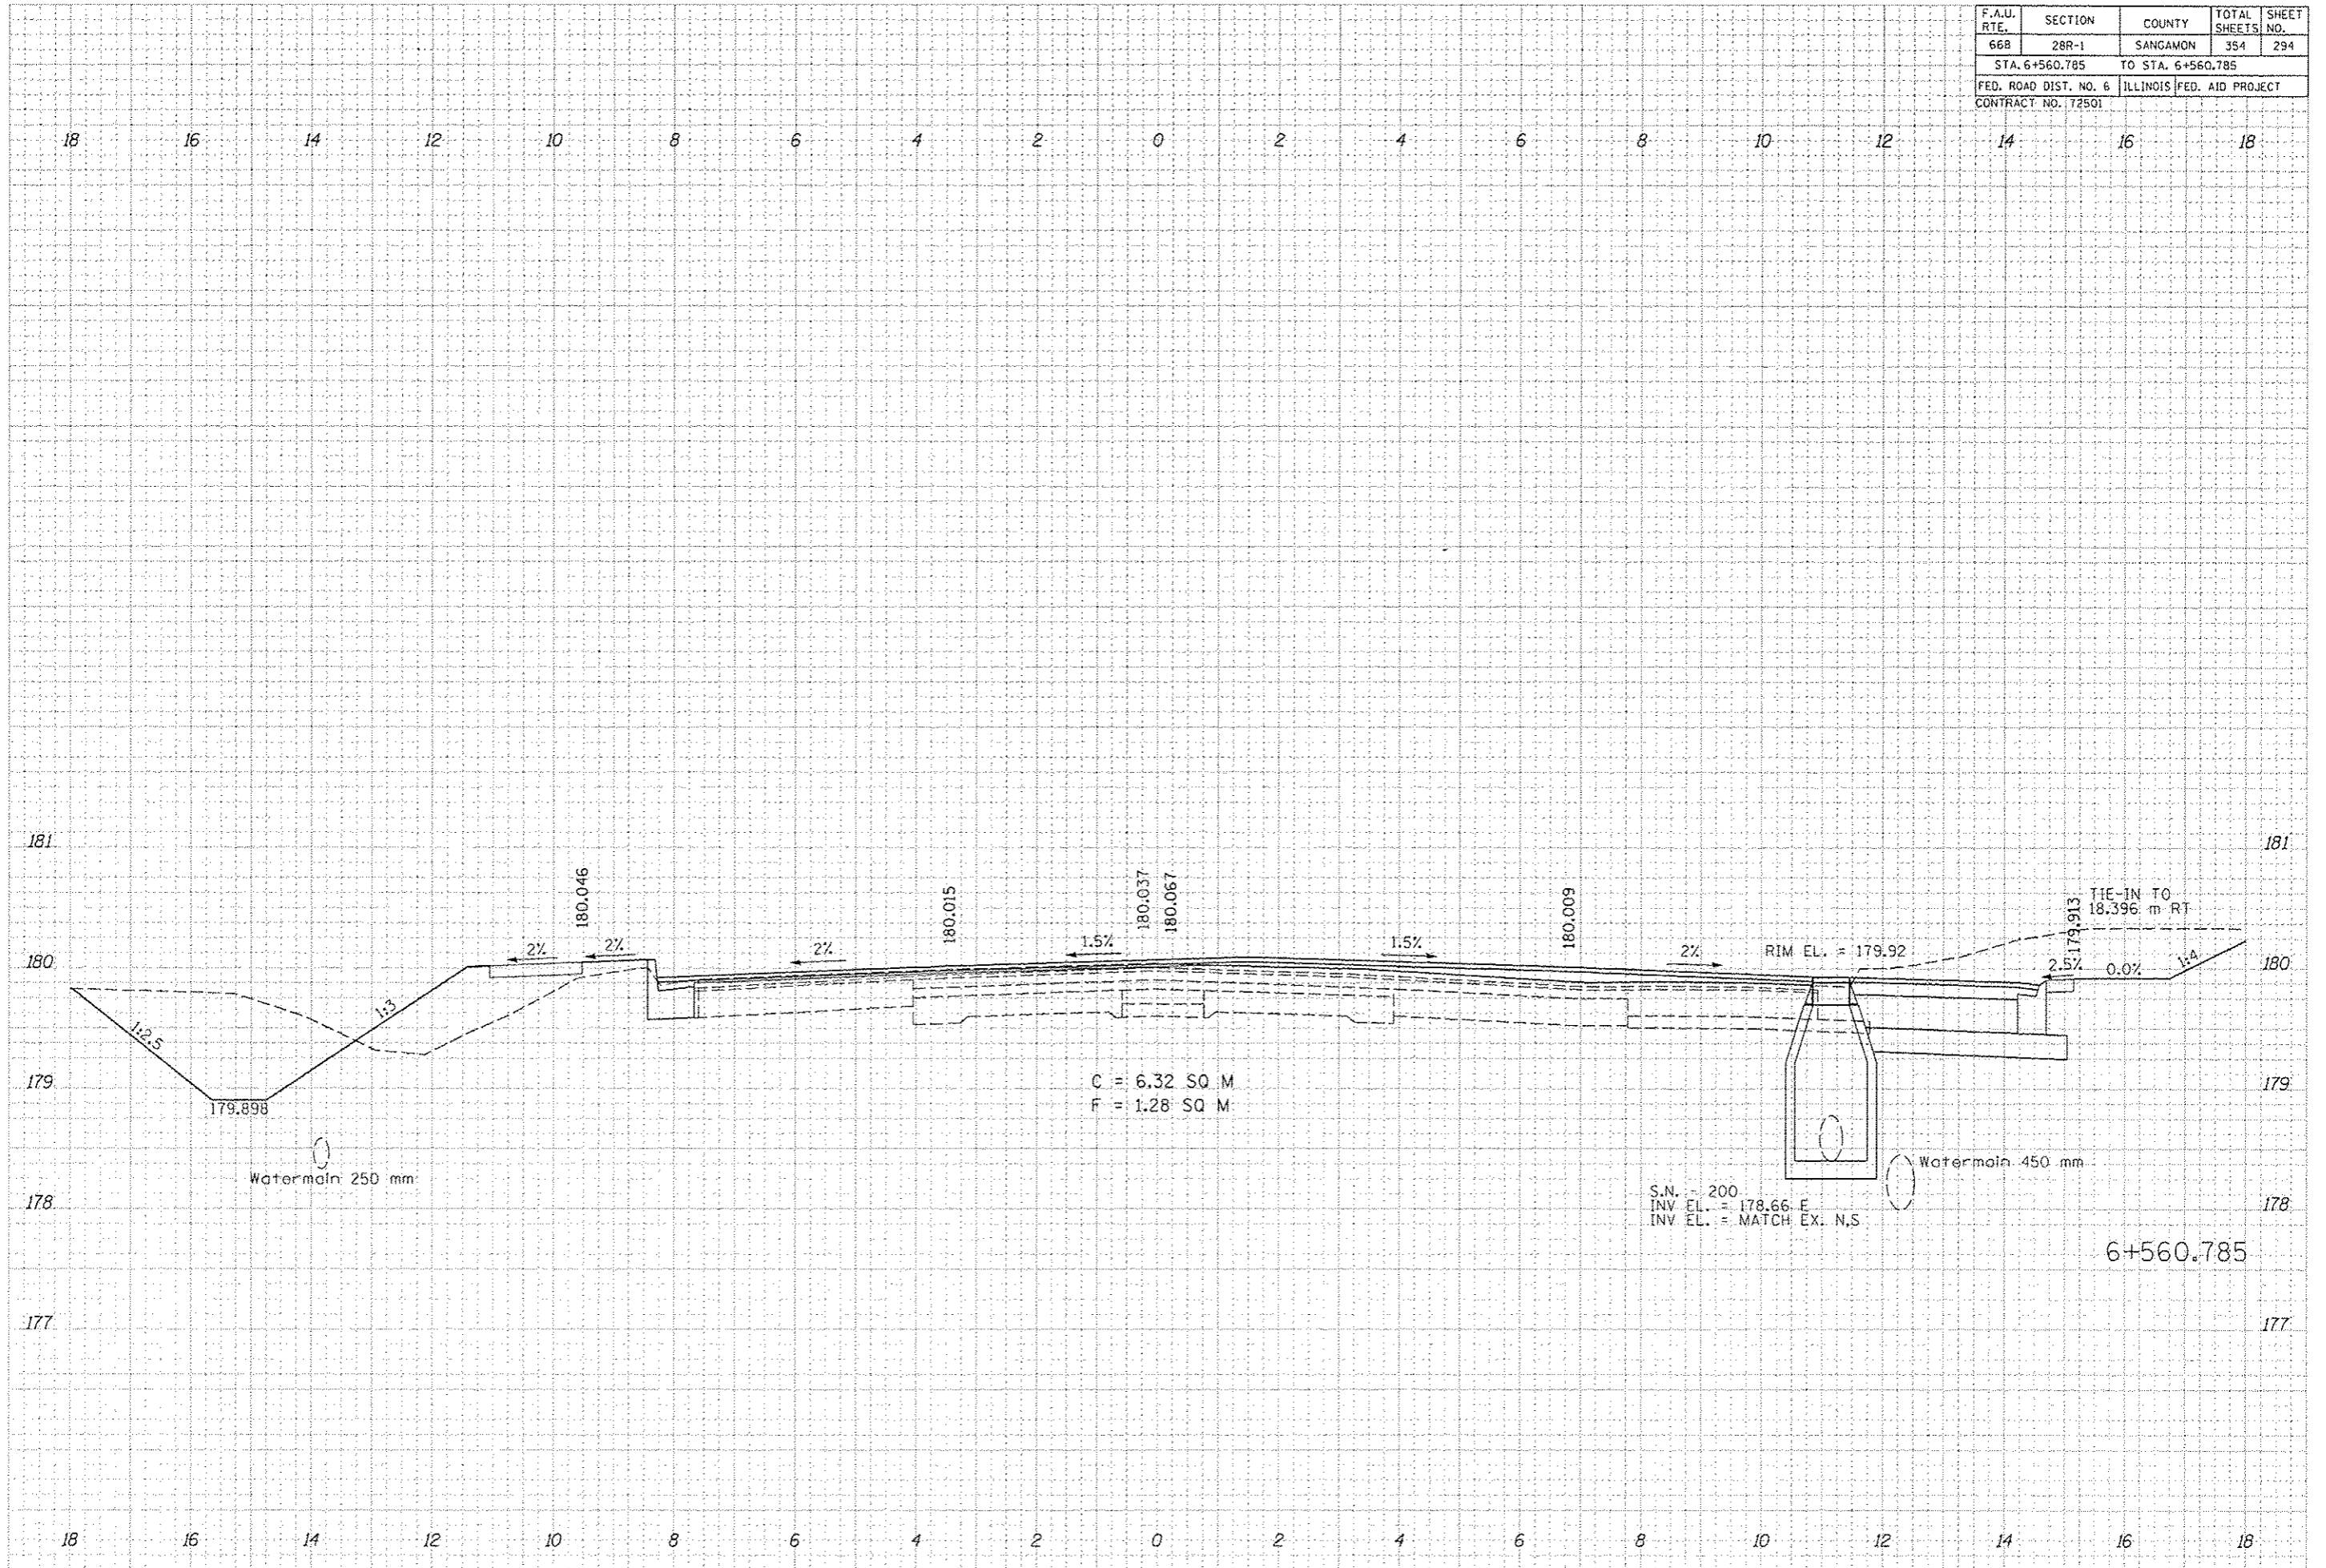 F.A.U. RTE. SECTION COUNTY TOTAL SHEETS SHEET NO.
668 28R-1 SANGAMON 354 294
STA. 6+560.785 TO STA. 6+560.785
FED. ROAD DIST. NO. 6 ILLINOIS FED. AID PROJECT
CONTRACT NO. 72501
18 16 14 12 10 8 6 4 2 0 2 4 6 8 10 12 14 16 18
181 181
180.046
180.015
180.037
180.067
180.009
179.913
TIE-IN TO
18.396 m RT
2% 2% 2% 1.5% 1.5% 2%
RIM EL. = 179.92
2.5% 0.0% 1:4
180 180
1:2.5
1:3
179 179
179.898
C = 6.32 SQ M
F = 1.28 SQ M
Watermain 250 mm
Watermain 450 mm
S.N. - 200
INV EL. = 178.66 E
INV EL. = MATCH EX. N,S
178 178
6+560.785
177 177
18 16 14 12 10 8 6 4 2 0 2 4 6 8 10 12 14 16 18